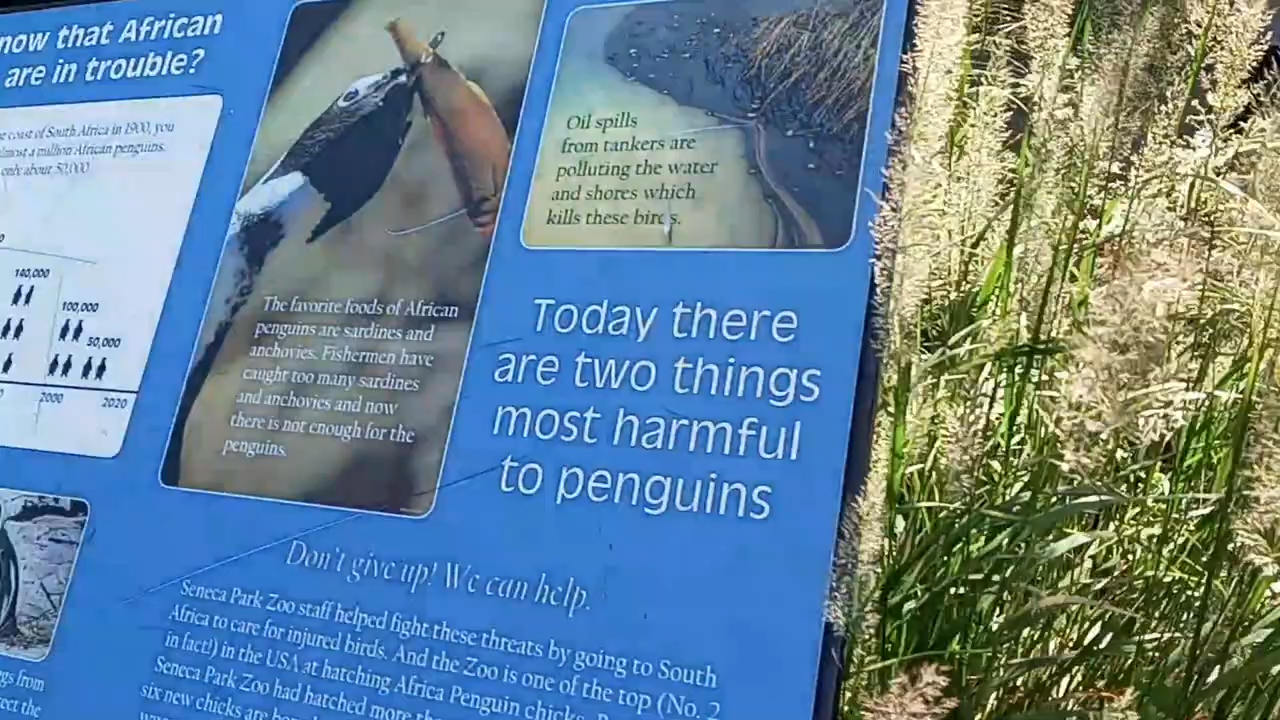 now that African
are in trouble?
g coast of South Africa in 1900, you
lmost a million African penguins.
only about 50,000
140,000
100,000
50,000
2000
2020
The favorite foods of African
penguins are sardines and
anchovies. Fishermen have
caught too many sardines
and anchovies and now
there is not enough for the
penguins.
Oil spills
from tankers are
polluting the water
and shores which
kills these birds.
Today there
are two things
most harmful
to penguins
Don't give up! We can help.
Seneca Park Zoo staff helped fight these threats by going to South
Africa to care for injured birds. And the Zoo is one of the top (No. 2
in fact!) in the USA at hatching Africa Penguin chicks.
Seneca Park Zoo had hatched more
six new chicks are
gs from
ect the